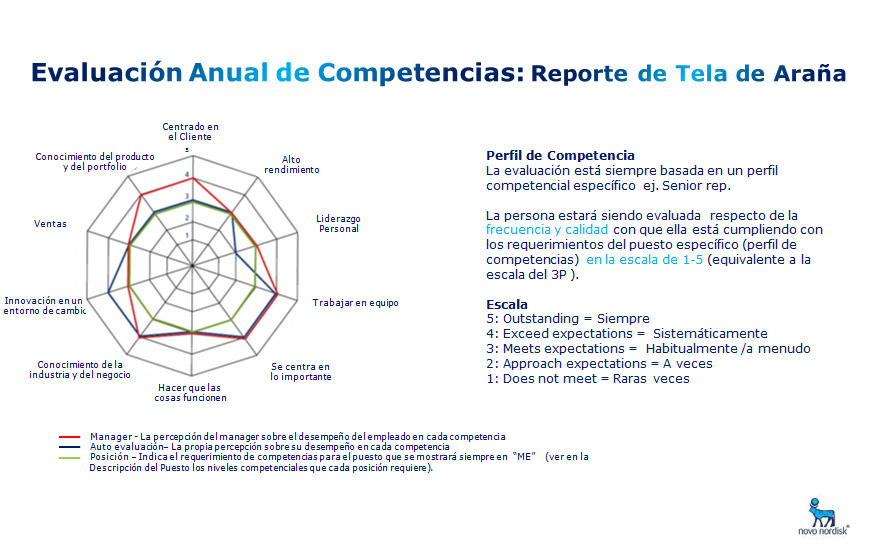 Evaluación Anual de Competencias: Reporte de Tela de Araña
Centrado en
el Cliente
Alto
rendimiento
Liderazgo
Personal
Trabajar en equipo
Se centra en
lo importante
Hacer que las
cosas funcionen
Conocimiento de la
industria y del negocio
Innovación en un
entorno de cambio
Ventas
Conocimiento del producto
y del portfolio
5
4
3
2
1
Perfil de Competencia
La evaluación está siempre basada en un perfil
competencial específico ej. Senior rep.
La persona estará siendo evaluada respecto de la
frecuencia y calidad con que ella está cumpliendo con
los requerimientos del puesto específico (perfil de
competencias) en la escala de 1-5 (equivalente a la
escala del 3P ).
Escala
5: Outstanding = Siempre
4: Exceed expectations = Sistemáticamente
3: Meets expectations = Habitualmente /a menudo
2: Approach expectations = A veces
1: Does not meet = Raras veces
Manager - La percepción del manager sobre el desempeño del empleado en cada competencia
Auto evaluación– La propia percepción sobre su desempeño en cada competencia
Posición – Indica el requerimiento de competencias para el puesto que se mostrará siempre en “ME” (ver en la
Descripción del Puesto los niveles competenciales que cada posición requiere).
novo nordisk®